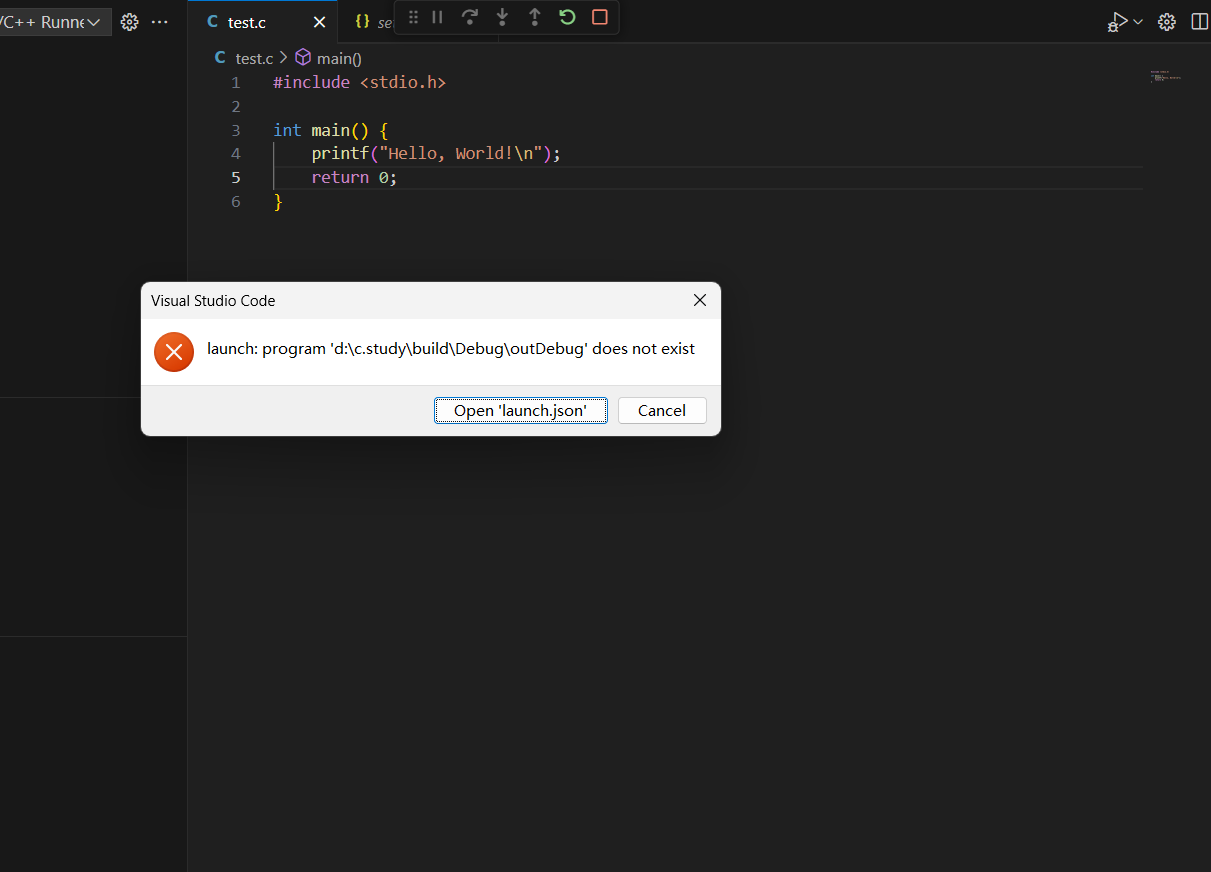 /C++ Runne
C test.c
{} se
C test.c > main()
1 #include <stdio.h>
2
3 int main() {
4 printf("Hello, World!\n");
5 return 0;
6 }
Visual Studio Code
launch: program 'd:\c.study\build\Debug\outDebug' does not exist
Open 'launch.json'
Cancel